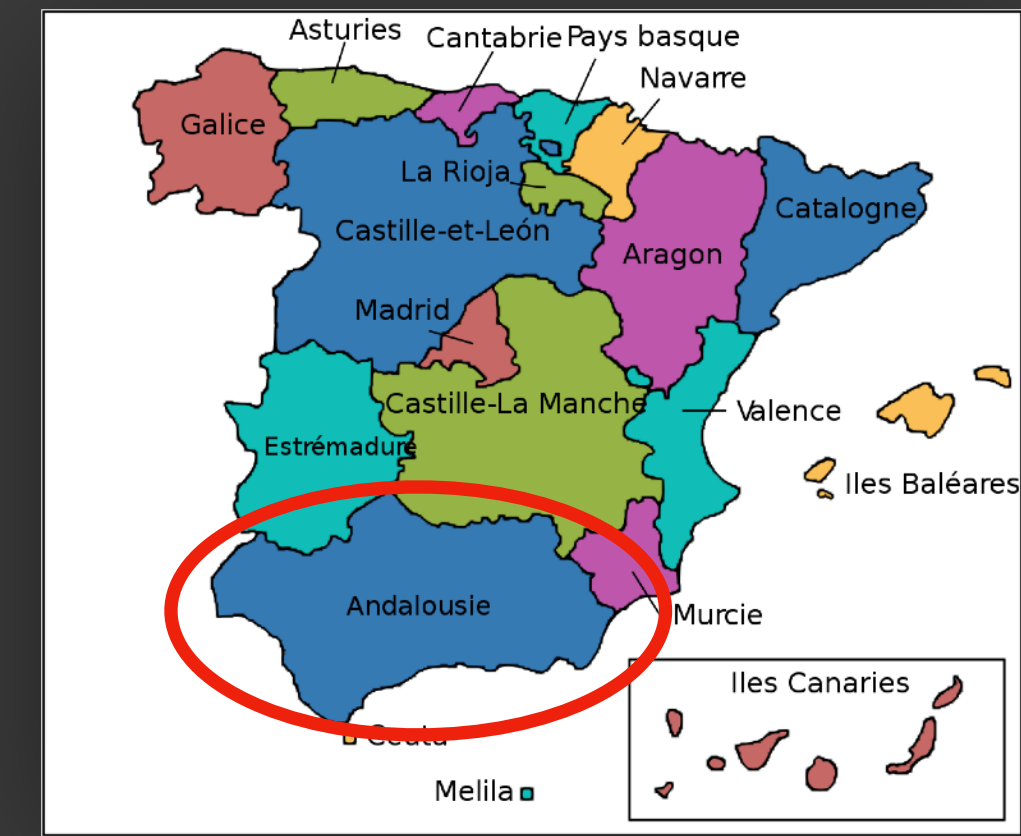 Asturies
Cantabrie
Pays basque
Navarre
Galice
La Rioja
Castille-et-León
Catalogne
Aragon
Madrid
Castille-La Manche
Valence
Estrémadure
Iles Baléares
Andalousie
Murcie
Iles Canaries
Ceuta
Melila